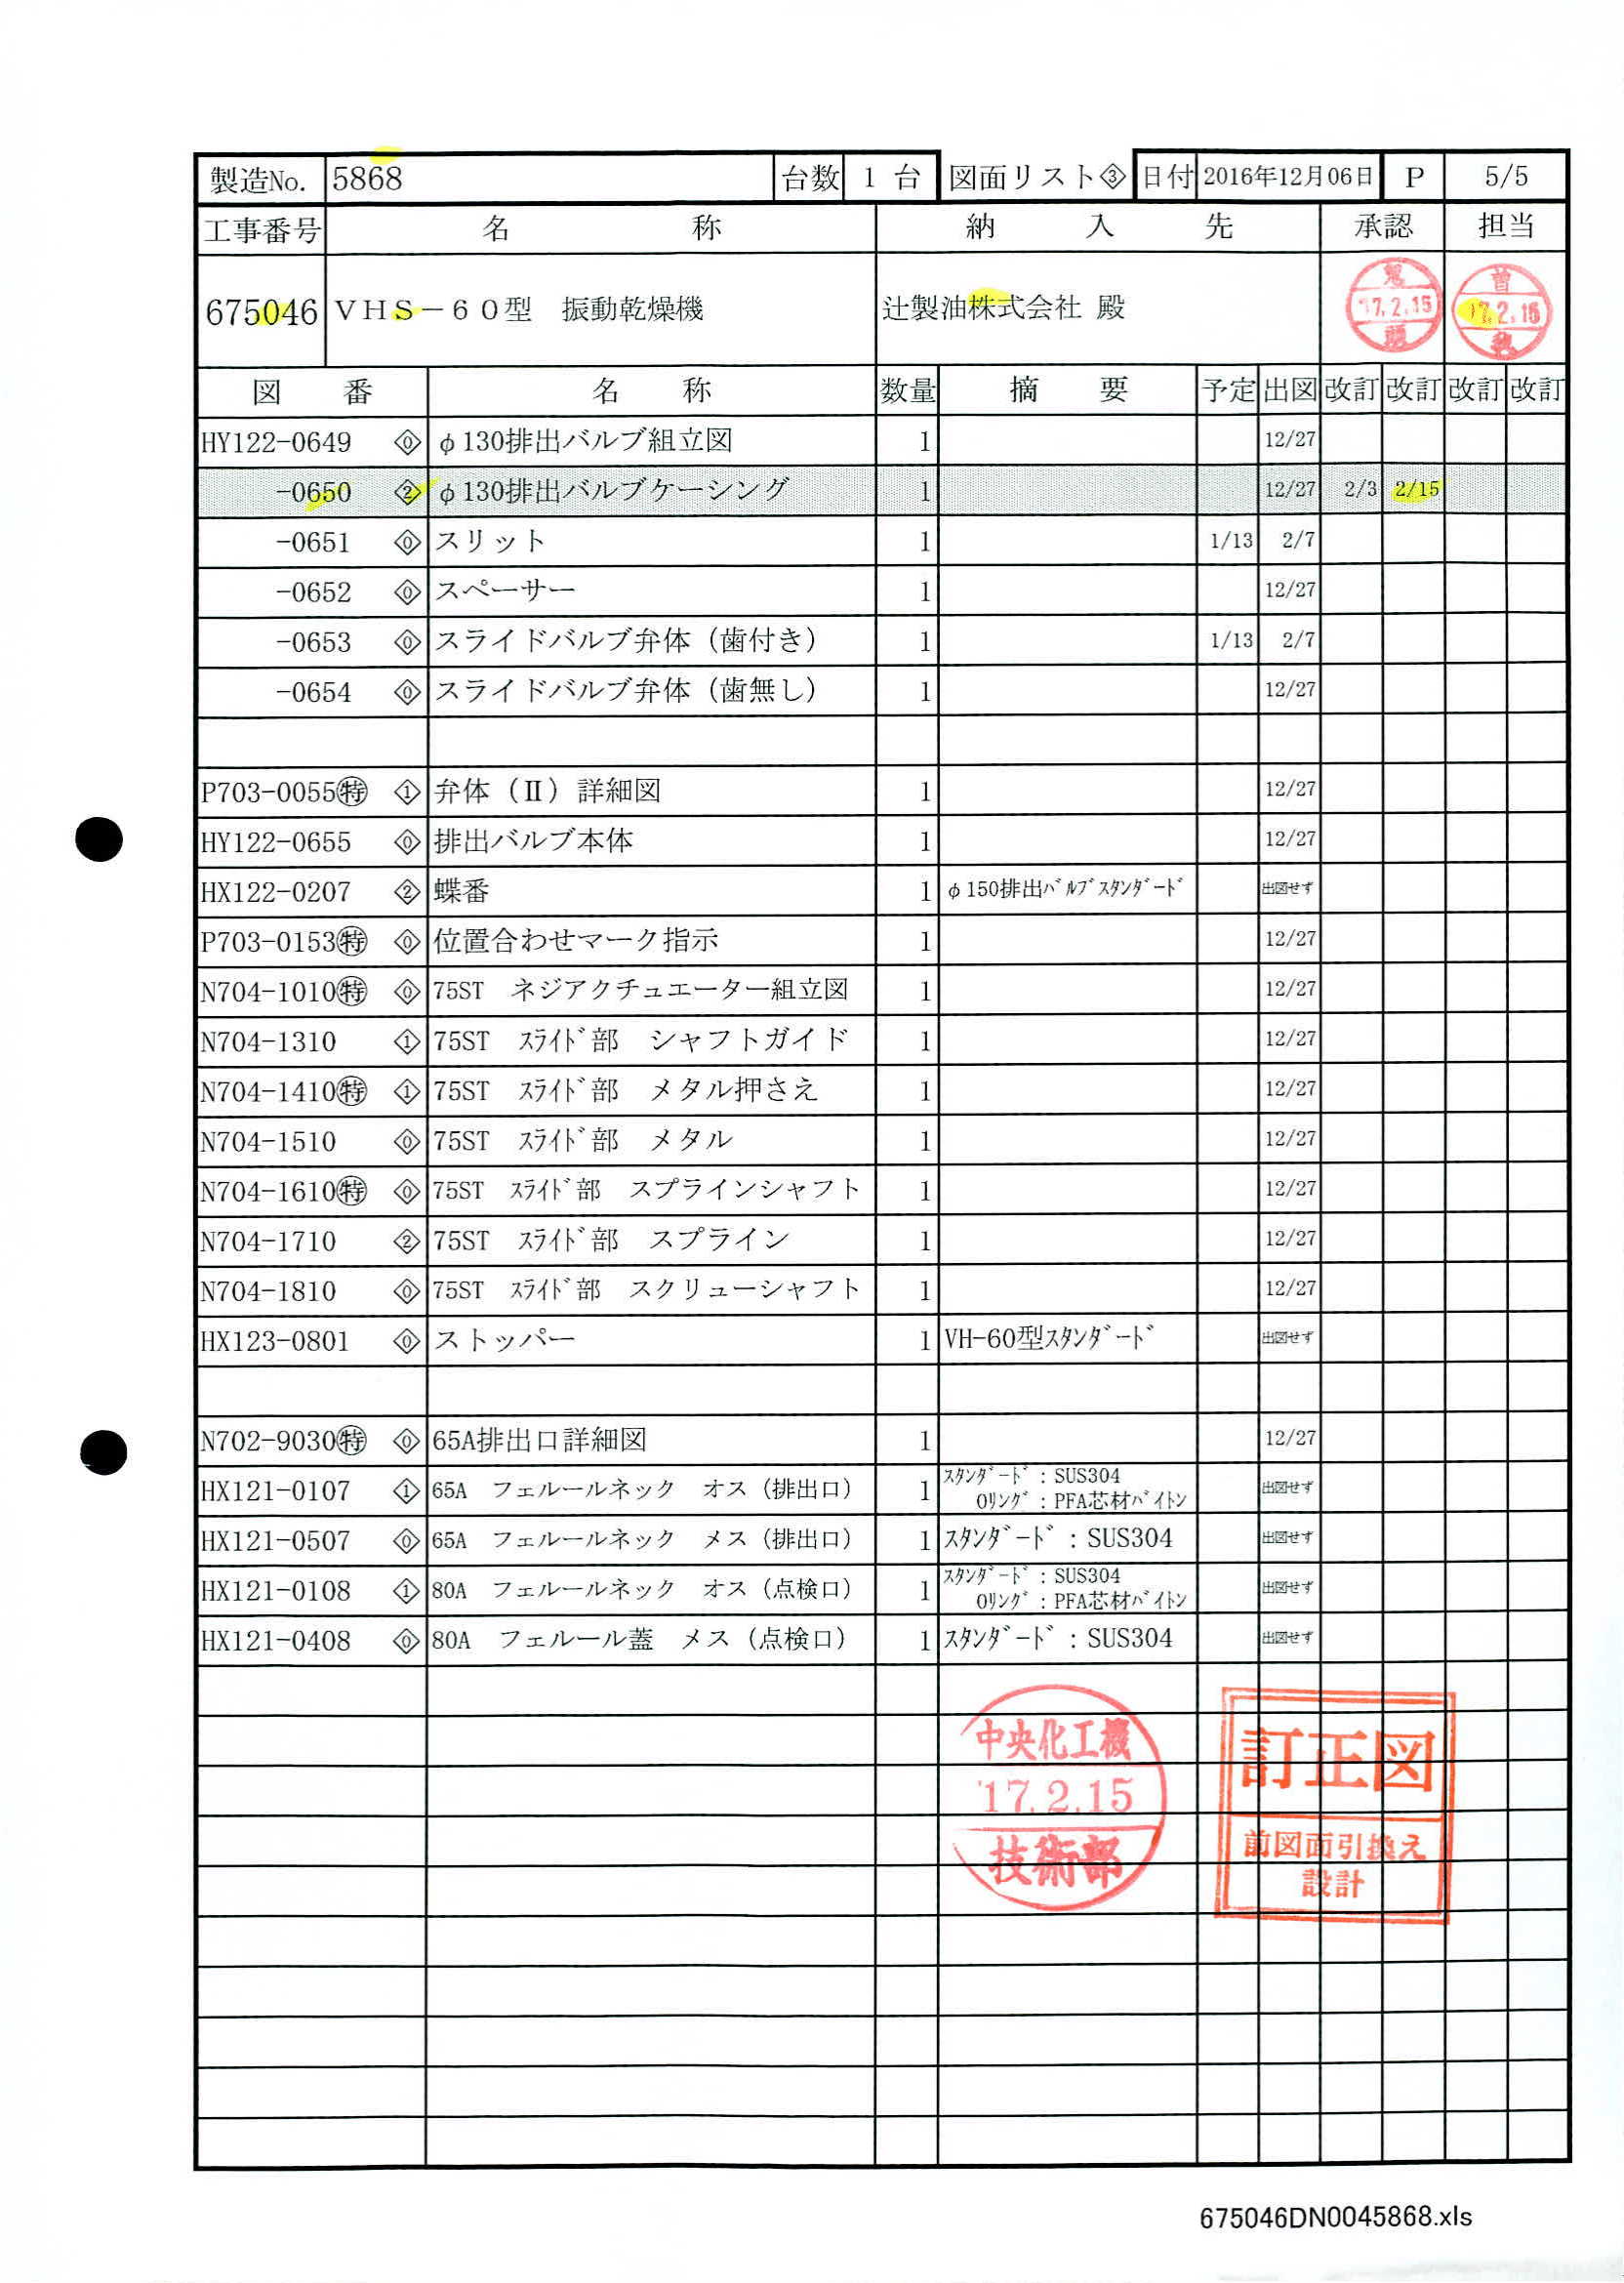 製造No. 5868 台数 1 台 図面リスト③ 日付 2016年12月06日 P 5/5
工事番号 名 称 納 入 先 承認 担当
675046 VHS－60型 振動乾燥機 辻製油株式会社 殿 '17.2.15 '17.2.15
図 番 名 称 数量 摘 要 予定 出図 改訂 改訂 改訂 改訂
HY122-0649 ⓪ φ130排出バルブ組立図 1 12/27
-0650 ② φ130排出バルブケーシング 1 12/27 2/3 2/15
-0651 ⓪ スリット 1 1/13 2/7
-0652 ⓪ スペーサー 1 12/27
-0653 ⓪ スライドバルブ弁体（歯付き） 1 1/13 2/7
-0654 ⓪ スライドバルブ弁体（歯無し） 1 12/27
P703-0055㊕ ① 弁体（Ⅱ）詳細図 1 12/27
HY122-0655 ⓪ 排出バルブ本体 1 12/27
HX122-0207 ② 蝶番 1 φ150排出ﾊﾞﾙﾌﾞｽﾀﾝﾀﾞｰﾄﾞ 出図せず
P703-0153㊕ ⓪ 位置合わせマーク指示 1 12/27
N704-1010㊕ ⓪ 75ST ネジアクチュエーター組立図 1 12/27
N704-1310 ① 75ST ｽﾗｲﾄﾞ部 シャフトガイド 1 12/27
N704-1410㊕ ① 75ST ｽﾗｲﾄﾞ部 メタル押さえ 1 12/27
N704-1510 ⓪ 75ST ｽﾗｲﾄﾞ部 メタル 1 12/27
N704-1610㊕ ⓪ 75ST ｽﾗｲﾄﾞ部 スプラインシャフト 1 12/27
N704-1710 ② 75ST ｽﾗｲﾄﾞ部 スプライン 1 12/27
N704-1810 ⓪ 75ST ｽﾗｲﾄﾞ部 スクリューシャフト 1 12/27
HX123-0801 ⓪ ストッパー 1 VH-60型ｽﾀﾝﾀﾞｰﾄﾞ 出図せず
N702-9030㊕ ⓪ 65A排出口詳細図 1 12/27
HX121-0107 ① 65A フェルールネック オス（排出口） 1 ｽﾀﾝﾀﾞｰﾄﾞ：SUS304 出図せず
Oﾘﾝｸﾞ：PFA芯材ﾊﾞｲﾄﾝ
HX121-0507 ⓪ 65A フェルールネック メス（排出口） 1 ｽﾀﾝﾀﾞｰﾄﾞ：SUS304 出図せず
HX121-0108 ① 80A フェルールネック オス（点検口） 1 ｽﾀﾝﾀﾞｰﾄﾞ：SUS304 出図せず
Oﾘﾝｸﾞ：PFA芯材ﾊﾞｲﾄﾝ
HX121-0408 ⓪ 80A フェルール蓋 メス（点検口） 1 ｽﾀﾝﾀﾞｰﾄﾞ：SUS304 出図せず
中央化工機
'17.2.15
技術部
訂正図
前図面引換え
設計
675046DN0045868.xls